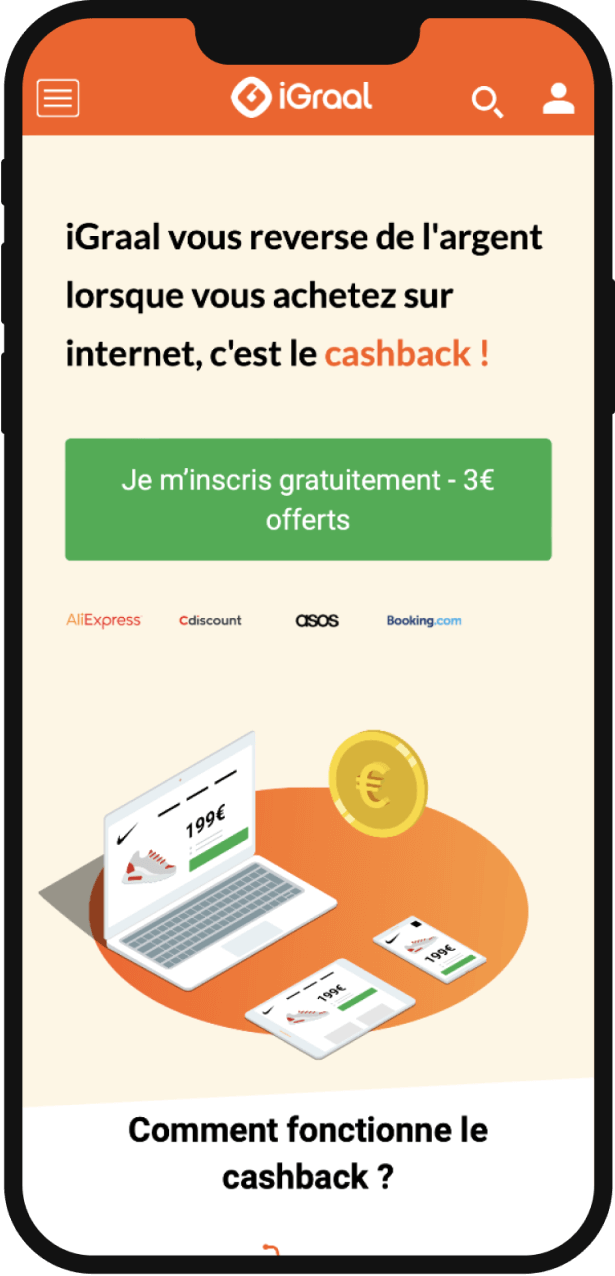 iGraal
iGraal vous reverse de l'argent
lorsque vous achetez sur
internet, c'est le cashback !
Je m’inscris gratuitement - 3€
offerts
AliExpress Cdiscount asos Booking.com
€
199€
199€
199€
Comment fonctionne le
cashback ?